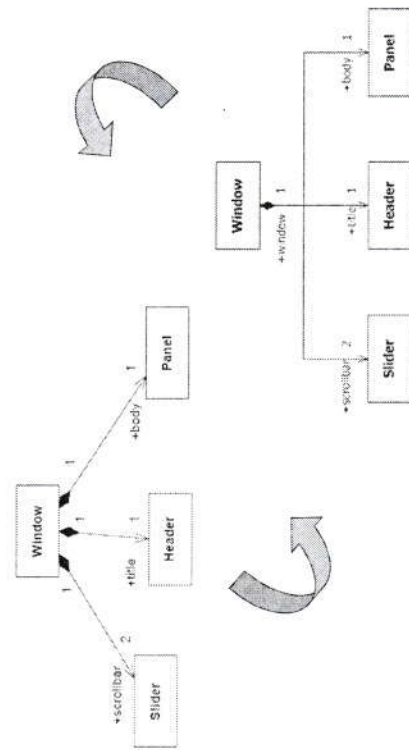 Window
1
1
1
+scrollbar
2
+title
1
+body
1
Slider
Header
Panel
Window
+window
1
+scrollbar
2
+title
1
+body
1
Slider
Header
Panel